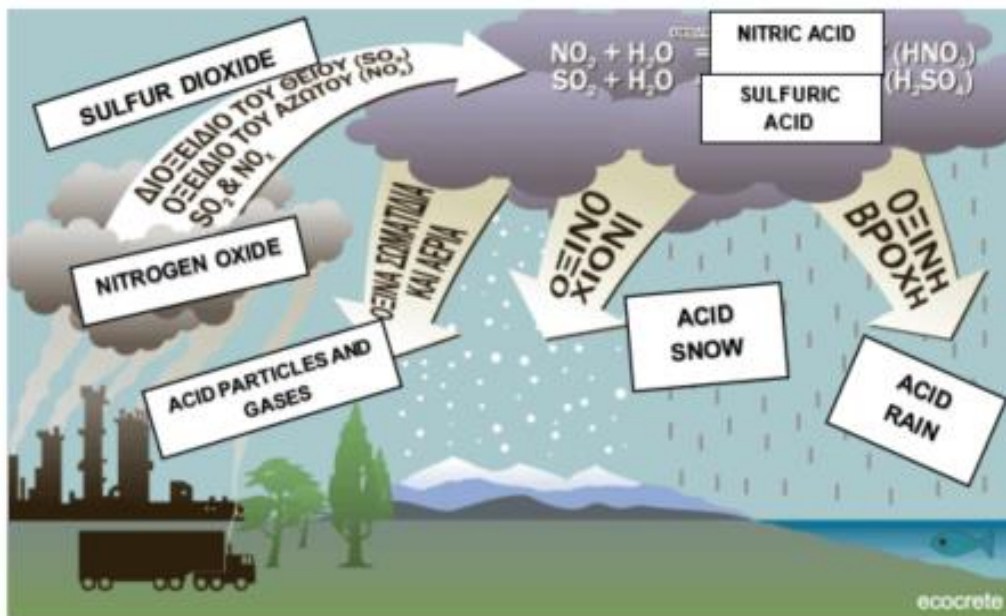 SULFUR DIOXIDE
ΔΙΟΞΕΙΔΙΟ ΤΟΥ ΘΕΙΟΥ (SO₂)
ΟΞΕΙΔΙΟ ΤΟΥ ΑΖΩΤΟΥ (NOₓ)
SO₂ & NOₓ
NITROGEN OXIDE
NO₂ + H₂O =
NITRIC ACID
(HNO₃)
SO₂ + H₂O
SULFURIC
ACID
(H₂SO₄)
ΟΞΙΝΑ ΣΩΜΑΤΙΔΙΑ
ΚΑΙ ΑΕΡΙΑ
ACID PARTICLES AND
GASES
ΟΞΙΝΟ
ΧΙΟΝΙ
ACID
SNOW
ΟΞΙΝΗ
ΒΡΟΧΗ
ACID
RAIN
ecocrete